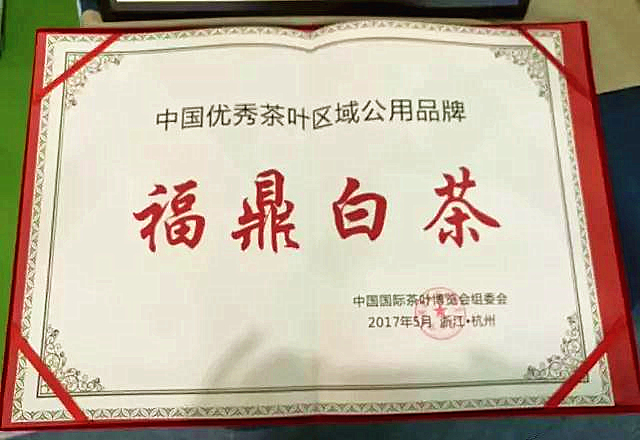 中国优秀茶叶区域公用品牌
福鼎白茶
中国国际茶叶博览会组委会
2017年5月 浙江·杭州